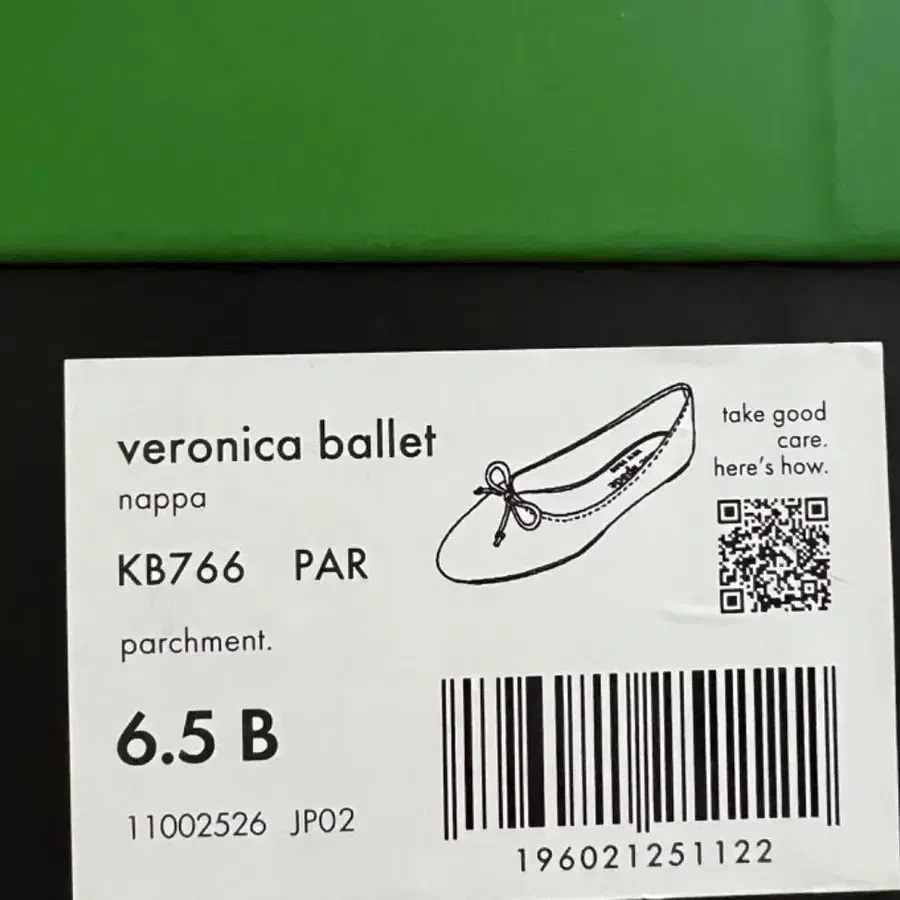 veronica ballet
nappa
KB766 PAR
parchment.
6.5 B
11002526 JP02
take good
care.
here's how.
196021251122